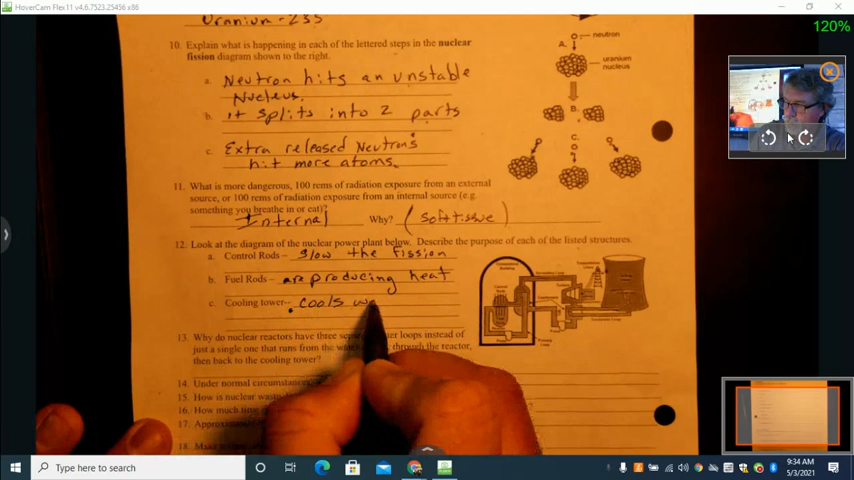 HoverCam Flex11 v4.6.7523.25456 x86
120%
Uranium-235
10. Explain what is happening in each of the lettered steps in the nuclear
fission diagram shown to the right.
a. Neutron hits an unstable
Nucleus.
b. it splits into 2 parts
c. Extra released Neutrons
hit more atoms.
A.
neutron
uranium
nucleus
B.
C.
11. What is more dangerous, 100 rems of radiation exposure from an external
source, or 100 rems of radiation exposure from an internal source (e.g.
something you breathe in or eat)?
Internal Why? (soft tissue)
12. Look at the diagram of the nuclear power plant below. Describe the purpose of each of the listed structures.
a. Control Rods – slow the fission
b. Fuel Rods – are producing heat
c. Cooling tower-- cools
13. Why do nuclear reactors have three loops instead of
just a single one that runs from the through the reactor,
then back to the cooling tower?
14. Under normal
15. How is nuclear
16. How much
17.
18.
Type here to search
9:34 AM
5/3/2021